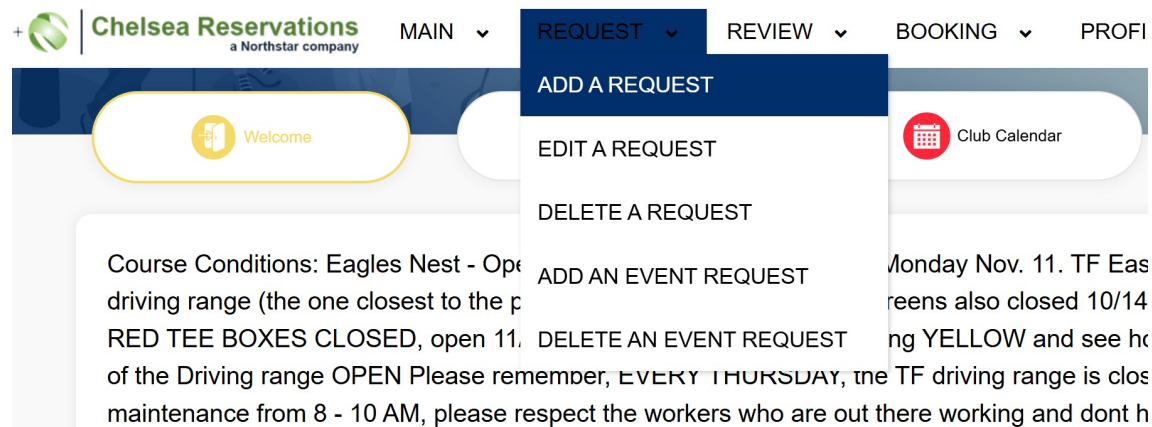 Chelsea Reservations
a Northstar company
MAIN REQUEST REVIEW BOOKING PROFI
ADD A REQUEST
EDIT A REQUEST
DELETE A REQUEST
ADD AN EVENT REQUEST
DELETE AN EVENT REQUEST
Welcome
Club Calendar
Course Conditions: Eagles Nest - Ope Monday Nov. 11. TF Eas
driving range (the one closest to the p reens also closed 10/14
RED TEE BOXES CLOSED, open 11/ ng YELLOW and see ho
of the Driving range OPEN Please remember, EVERY THURSDAY, the TF driving range is clos
maintenance from 8 - 10 AM, please respect the workers who are out there working and dont h